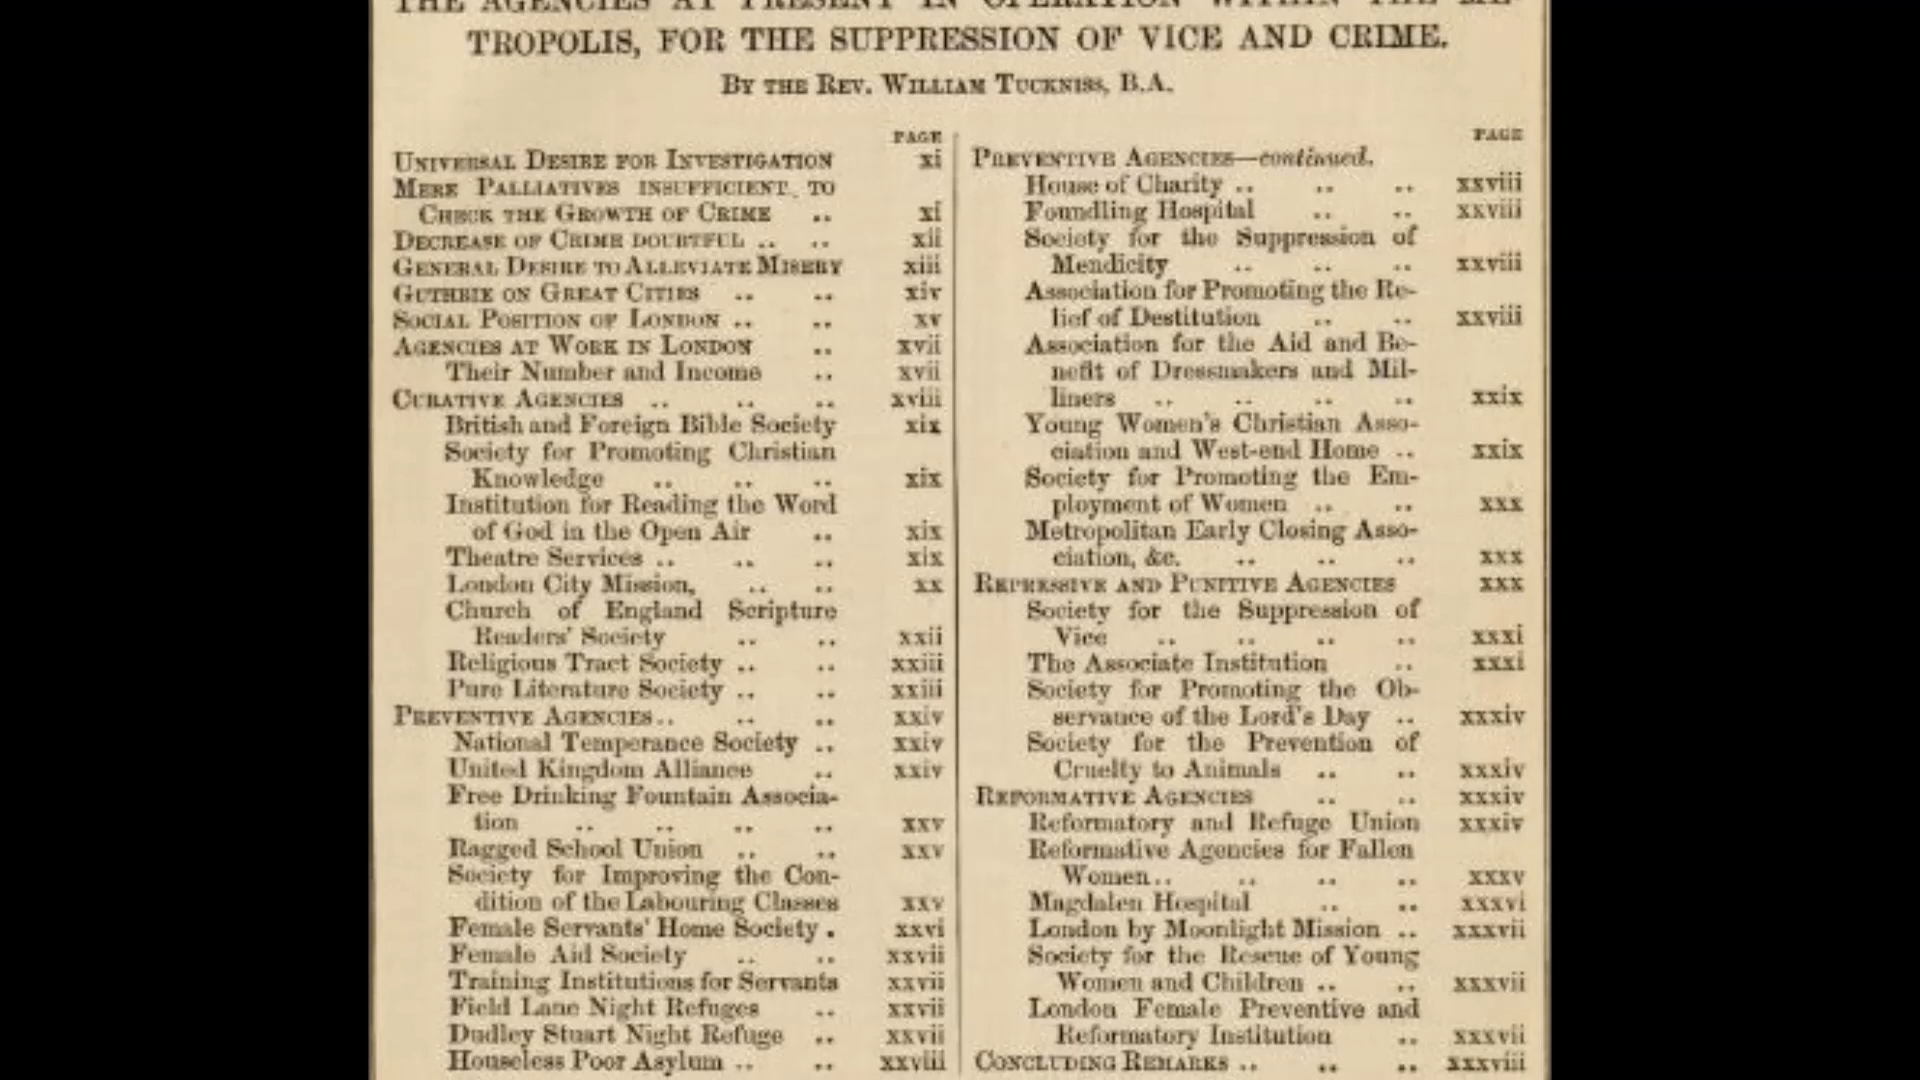 THE AGENCIES AT PRESENT IN OPERATION WITHIN THE ME-
TROPOLIS, FOR THE SUPPRESSION OF VICE AND CRIME.
BY THE REV. WILLIAM TUCKNISS, B.A.
PAGE
UNIVERSAL DESIRE FOR INVESTIGATION xi
MERE PALLIATIVES INSUFFICIENT TO
CHECK THE GROWTH OF CRIME .. xi
DECREASE OF CRIME DOUBTFUL .. .. xii
GENERAL DESIRE TO ALLEVIATE MISERY xiii
GUTHRIE ON GREAT CITIES .. .. xiv
SOCIAL POSITION OF LONDON .. .. xv
AGENCIES AT WORK IN LONDON .. xvii
Their Number and Income .. xvii
CURATIVE AGENCIES .. .. .. xviii
British and Foreign Bible Society xix
Society for Promoting Christian
Knowledge .. .. .. xix
Institution for Reading the Word
of God in the Open Air .. xix
Theatre Services .. .. .. xix
London City Mission, .. .. xx
Church of England Scripture
Readers' Society .. .. xxii
Religious Tract Society .. .. xxiii
Pure Literature Society .. .. xxiii
PREVENTIVE AGENCIES .. .. .. xxiv
National Temperance Society .. xxiv
United Kingdom Alliance .. xxiv
Free Drinking Fountain Associa-
tion .. .. .. .. xxv
Ragged School Union .. .. xxv
Society for Improving the Con-
dition of the Labouring Classes xxv
Female Servants' Home Society . xxvi
Female Aid Society .. .. xxvii
Training Institutions for Servants xxvii
Field Lane Night Refuges .. xxvii
Dudley Stuart Night Refuge .. xxvii
Houseless Poor Asylum .. .. xxviii
PAGE
PREVENTIVE AGENCIES—continued.
House of Charity .. .. .. xxviii
Foundling Hospital .. .. xxviii
Society for the Suppression of
Mendicity .. .. .. xxviii
Association for Promoting the Re-
lief of Destitution .. .. xxviii
Association for the Aid and Be-
nefit of Dressmakers and Mil-
liners .. .. .. .. xxix
Young Women's Christian Asso-
ciation and West-end Home .. xxix
Society for Promoting the Em-
ployment of Women .. .. xxx
Metropolitan Early Closing Asso-
ciation, &c. .. .. .. xxx
REPRESSIVE AND PUNITIVE AGENCIES xxx
Society for the Suppression of
Vice .. .. .. .. xxxi
The Associate Institution .. xxxi
Society for Promoting the Ob-
servance of the Lord's Day .. xxxiv
Society for the Prevention of
Cruelty to Animals .. .. xxxiv
REFORMATIVE AGENCIES .. .. xxxiv
Reformatory and Refuge Union xxxiv
Reformative Agencies for Fallen
Women .. .. .. .. xxxv
Magdalen Hospital .. .. xxxvi
London by Moonlight Mission .. xxxvii
Society for the Rescue of Young
Women and Children .. .. xxxvii
London Female Preventive and
Reformatory Institution .. xxxvii
CONCLUDING REMARKS .. .. .. xxxviii